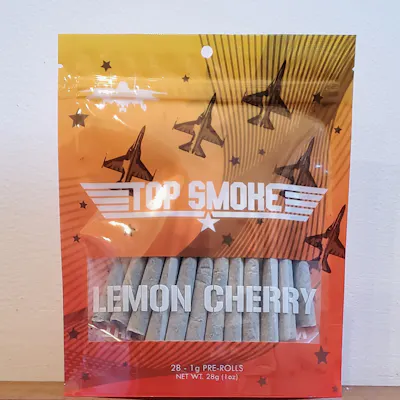 TOP SMOKE
LEMON CHERRY
28 - 1g PRE-ROLLS
NET WT. 28g (1oz)